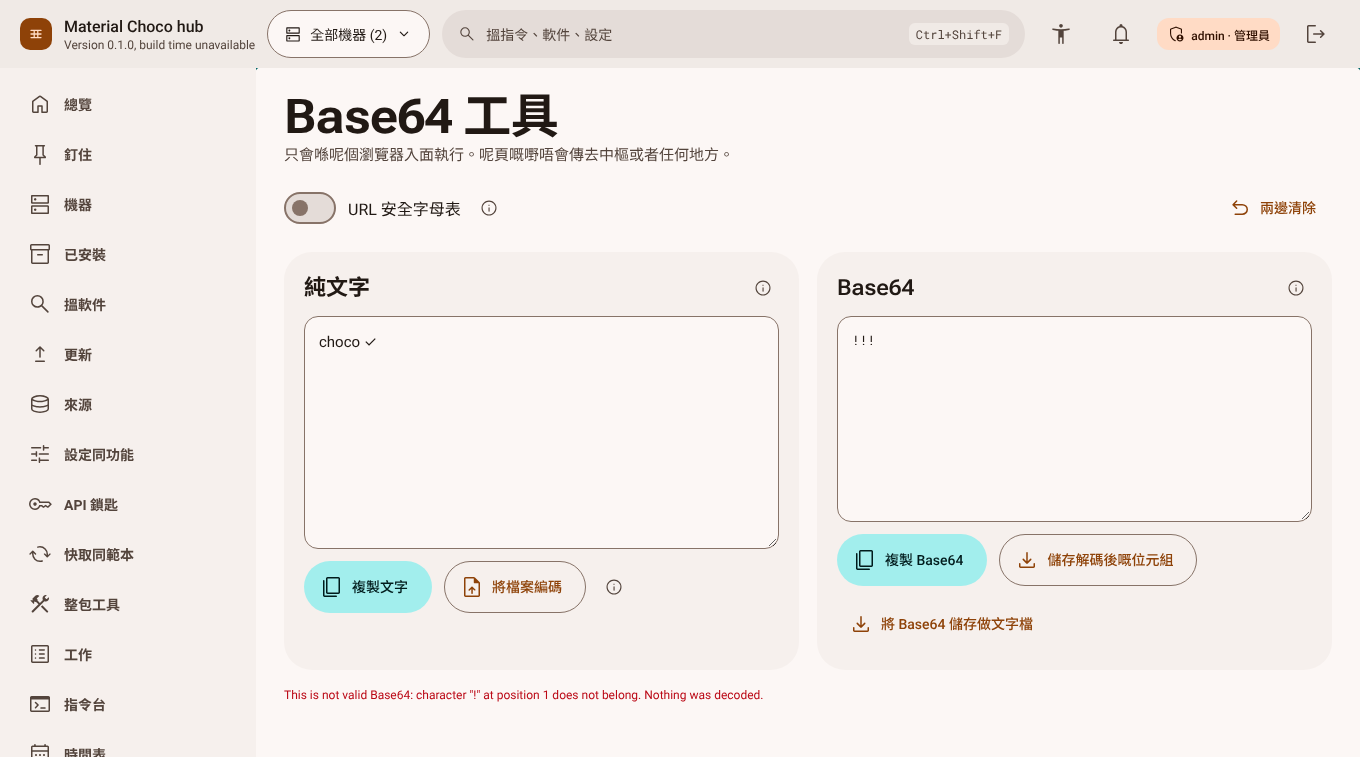 Material Choco hub
Version 0.1.0, build time unavailable
全部機器 (2)
搵指令、軟件、設定
Ctrl+Shift+F
admin · 管理員
總覽
釘住
機器
已安裝
搵軟件
更新
來源
設定同功能
API 鎖匙
快取同範本
整包工具
工作
指令台
時間表
Base64 工具
只會喺呢個瀏覽器入面執行。呢頁嘅嘢唔會傳去中樞或者任何地方。
URL 安全字母表
兩邊清除
純文字
choco ✓
複製文字
將檔案編碼
Base64
!!!
複製 Base64
儲存解碼後嘅位元組
將 Base64 儲存做文字檔
This is not valid Base64: character "!" at position 1 does not belong. Nothing was decoded.